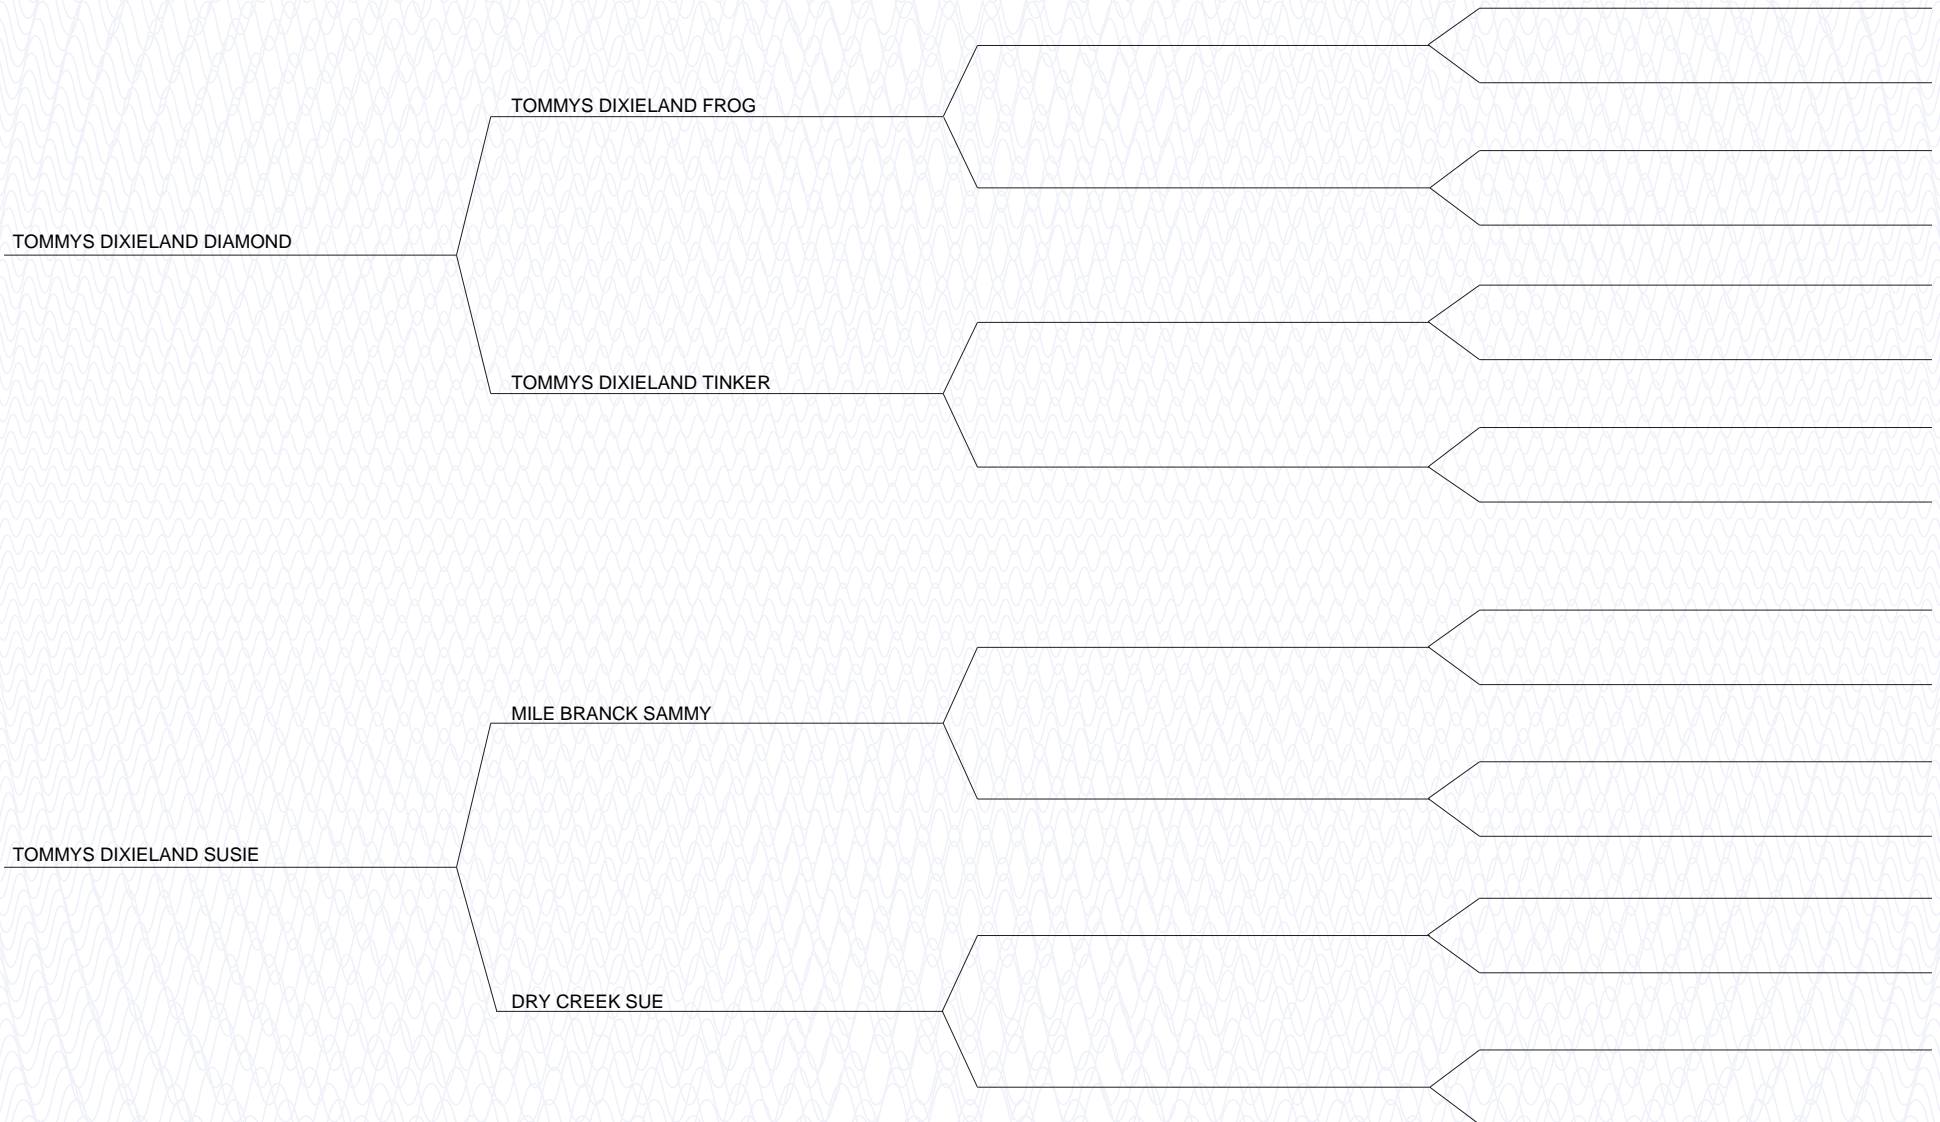 TOMMYS DIXIELAND FROG
TOMMYS DIXIELAND DIAMOND
TOMMYS DIXIELAND TINKER
MILE BRANCK SAMMY
TOMMYS DIXIELAND SUSIE
DRY CREEK SUE